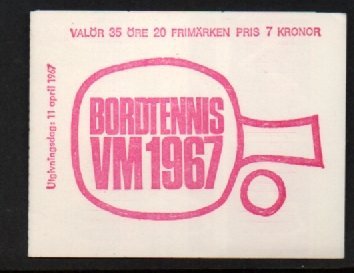 VALÖR 35 ÖRE 20 FRIMÄRKEN PRIS 7 KRONOR
Utgivningsdag: 11 april 1967
BORDTENNIS
VM 1967